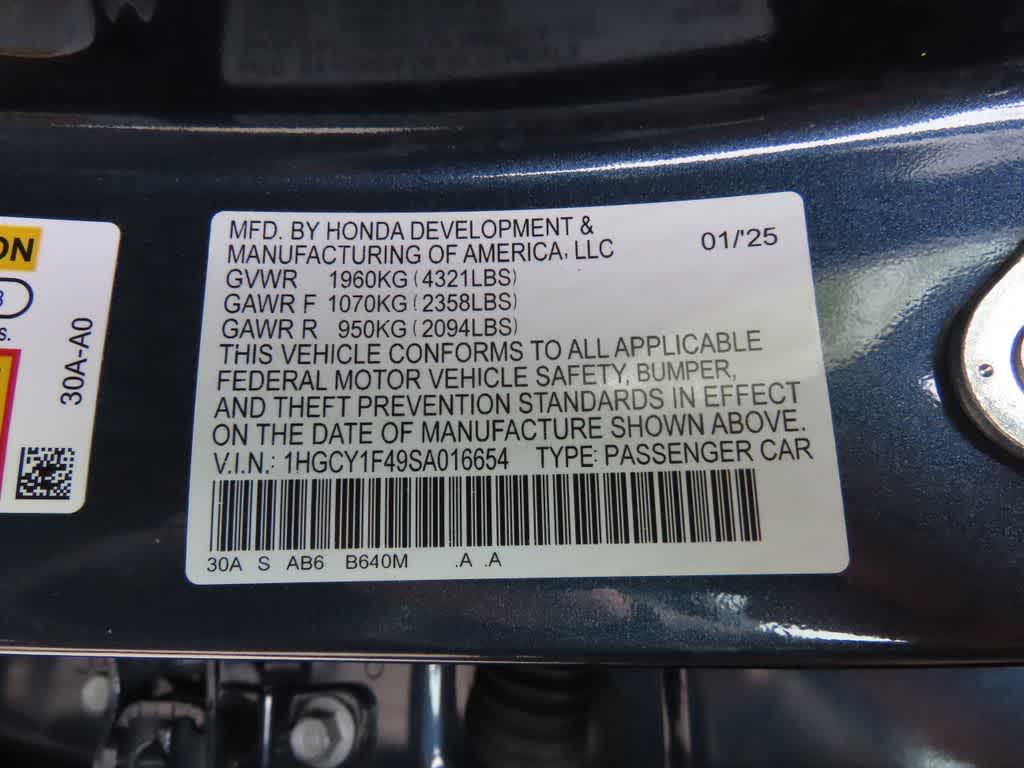 MFD. BY HONDA DEVELOPMENT &
MANUFACTURING OF AMERICA, LLC
01/'25
GVWR 1960KG (4321LBS)
GAWR F 1070KG (2358LBS)
GAWR R 950KG (2094LBS)
THIS VEHICLE CONFORMS TO ALL APPLICABLE
FEDERAL MOTOR VEHICLE SAFETY, BUMPER,
AND THEFT PREVENTION STANDARDS IN EFFECT
ON THE DATE OF MANUFACTURE SHOWN ABOVE.
V.I.N.: 1HGCY1F49SA016654 TYPE: PASSENGER CAR
30A S AB6 B640M .A .A
ON
s.
30A-A0